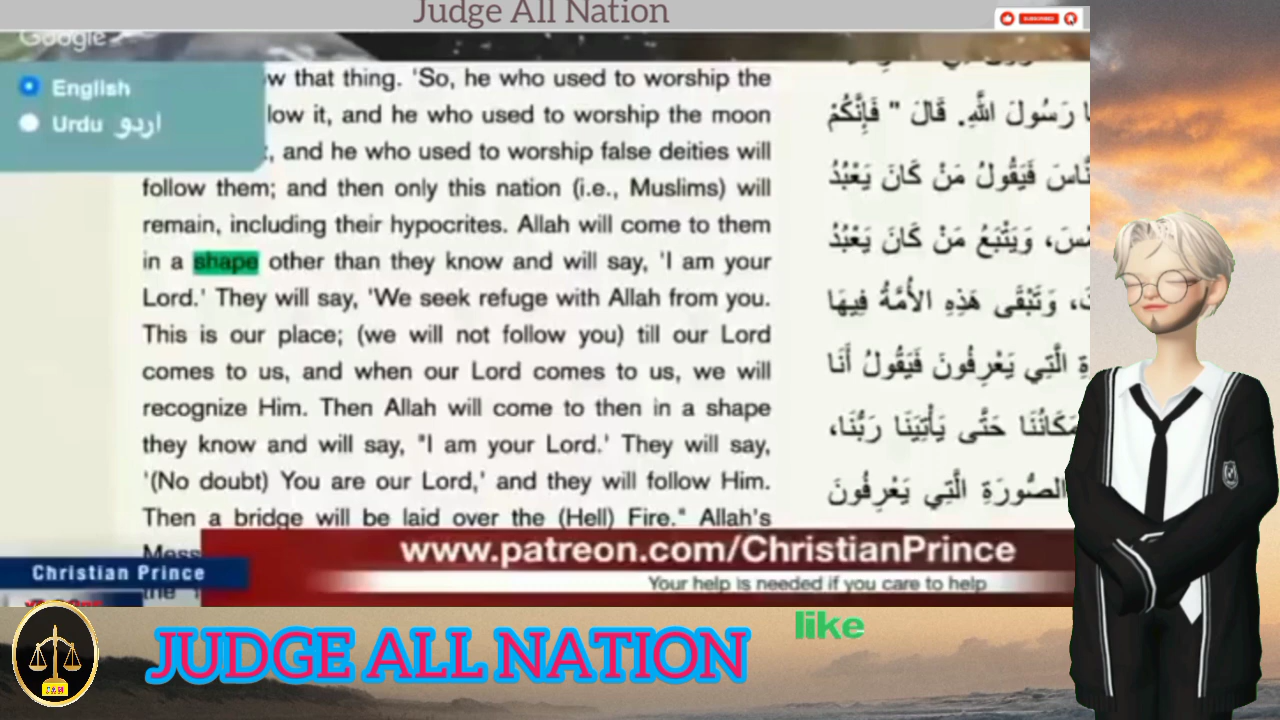 Judge All Nation
SUBSCRIBED
Google
English
Urdu اردو
w that thing. 'So, he who used to worship the
low it, and he who used to worship the moon
, and he who used to worship false deities will
follow them; and then only this nation (i.e., Muslims) will
remain, including their hypocrites. Allah will come to them
in a shape other than they know and will say, 'I am your
Lord.' They will say, 'We seek refuge with Allah from you.
This is our place; (we will not follow you) till our Lord
comes to us, and when our Lord comes to us, we will
recognize Him. Then Allah will come to then in a shape
they know and will say, "I am your Lord.' They will say,
'(No doubt) You are our Lord,' and they will follow Him.
Then a bridge will be laid over the (Hell) Fire." Allah's
Mess
the
رَسُولَ اللَّهِ. قَالَ " فَإِنَّكُمْ
فَيَقُولُ مَنْ كَانَ يَعْبُدُ
وَيَتْبَعُ مَنْ كَانَ يَعْبُدُ
وَتَبْقَى هَذِهِ الأُمَّةُ فِيهَا
الَّتِي يَعْرِفُونَ فَيَقُولُ أَنَا
مَكَانُنَا حَتَّى يَأْتِيَنَا رَبُّنَا،
الصُّورَةِ الَّتِي يَعْرِفُونَ
www.patreon.com/ChristianPrince
Your help is needed if you care to help
Christian Prince
JAN
JUDGE ALL NATION
like